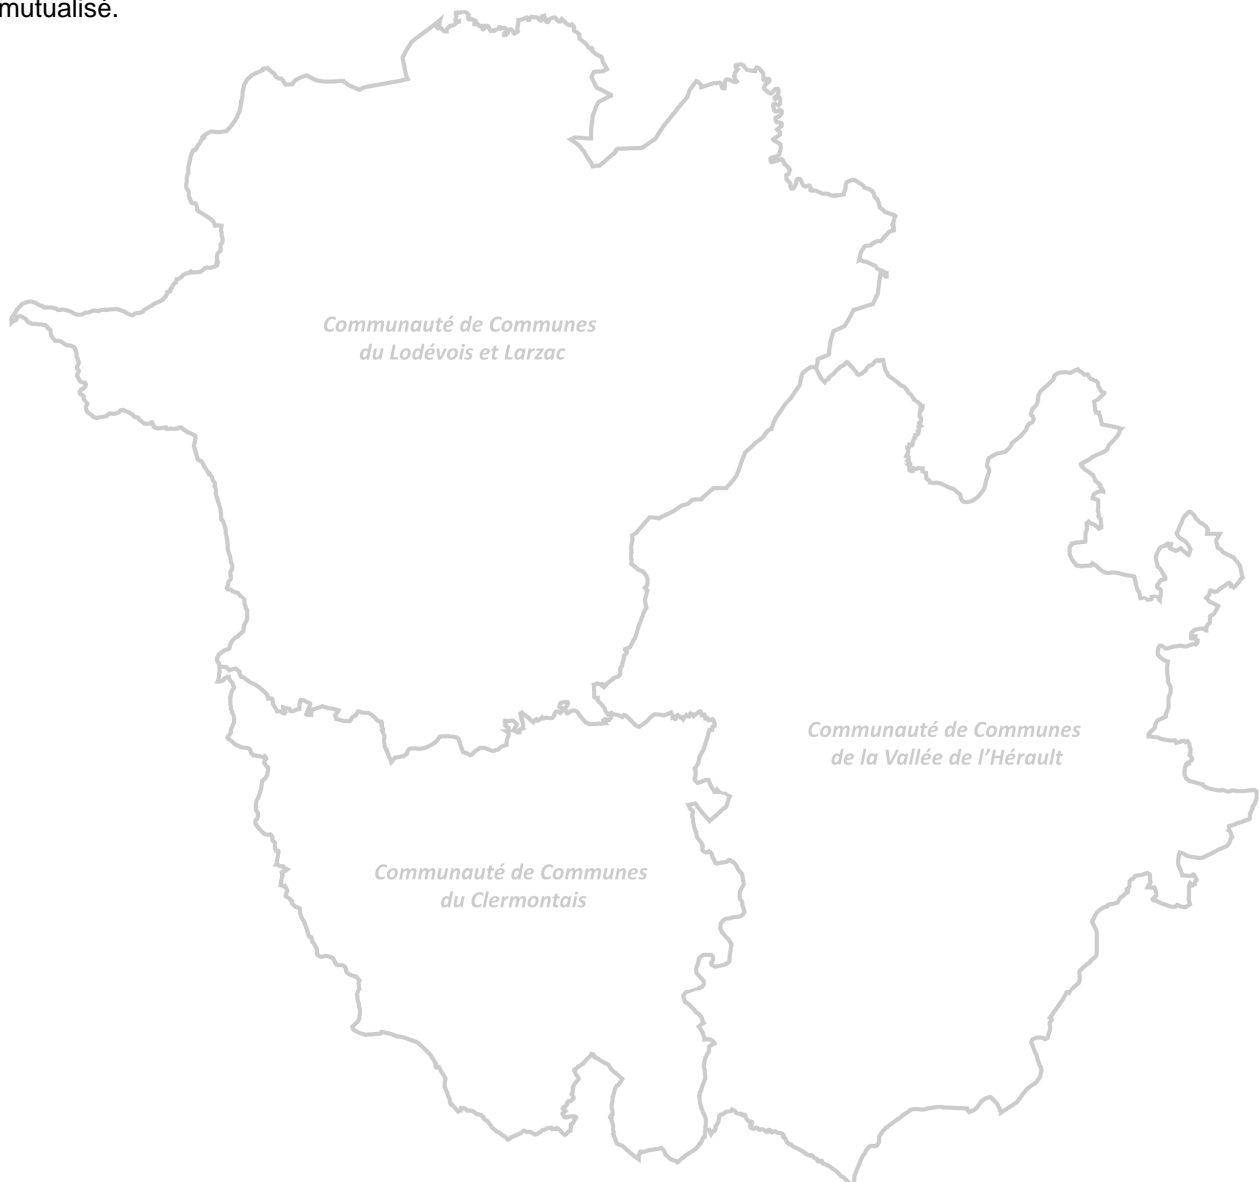 mutualisé.
Communauté de Communes
du Lodévois et Larzac
Communauté de Communes
de la Vallée de l'Hérault
Communauté de Communes
du Clermontais